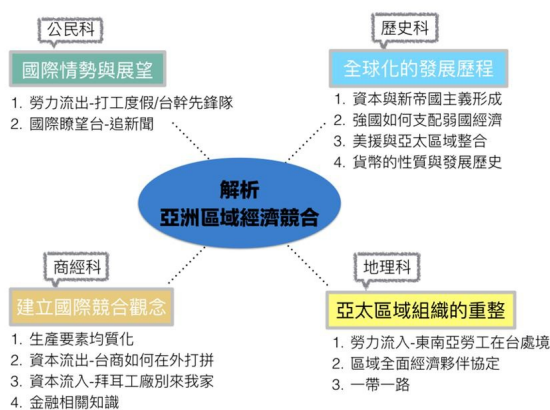 公民科
國際情勢與展望
1. 勞力流出-打工度假/台幹先鋒隊
2. 國際瞭望台-追新聞
歷史科
全球化的發展歷程
1. 資本與新帝國主義形成
2. 強國如何支配弱國經濟
3. 美援與亞太區域整合
4. 貨幣的性質與發展歷史
解析
亞洲區域經濟競合
商經科
建立國際競合觀念
1. 生產要素均質化
2. 資本流出-台商如何在外打拼
3. 資本流入-拜耳工廠別來我家
4. 金融相關知識
地理科
亞太區域組織的重整
1. 勞力流入-東南亞勞工在台處境
2. 區域全面經濟夥伴協定
3. 一帶一路